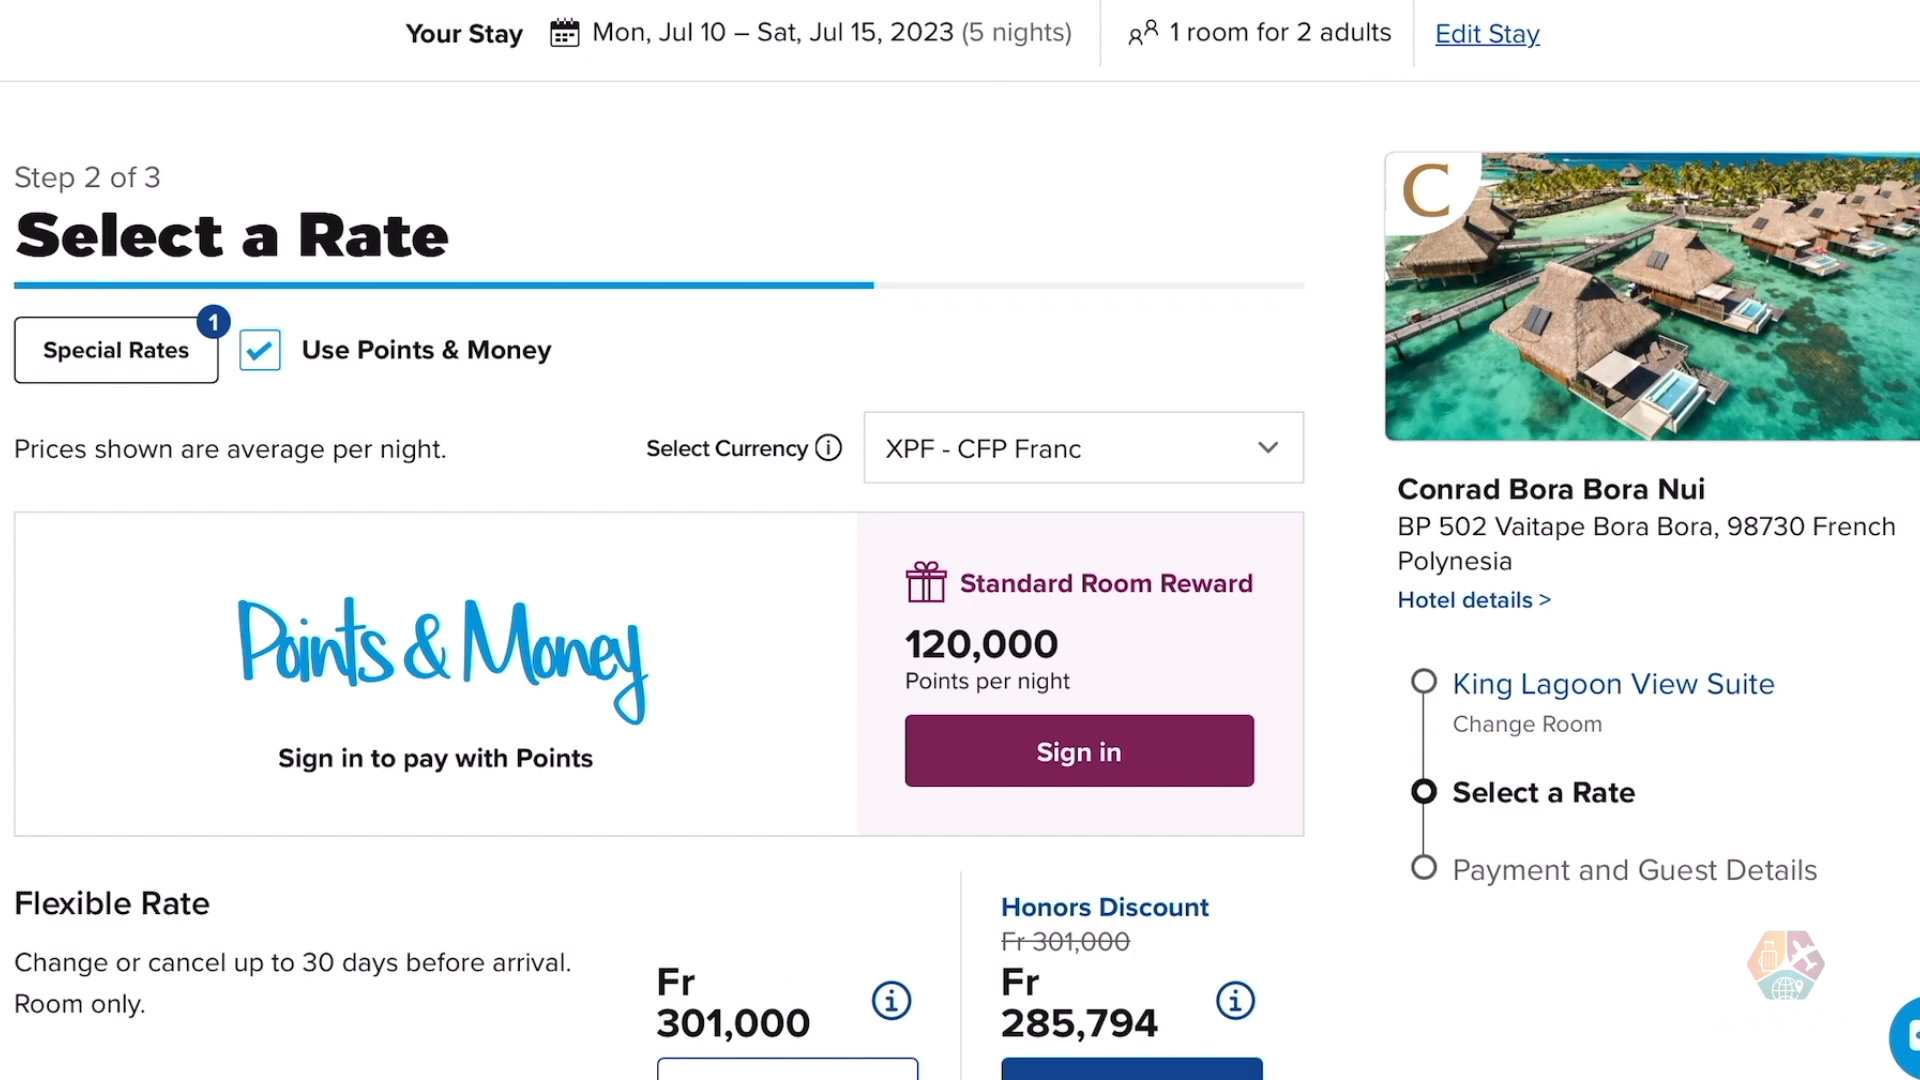 Your Stay
Mon, Jul 10 – Sat, Jul 15, 2023 (5 nights)
1 room for 2 adults
Edit Stay
Step 2 of 3
Select a Rate
Special Rates
1
Use Points & Money
Prices shown are average per night.
Select Currency
XPF - CFP Franc
Points & Money
Sign in to pay with Points
Standard Room Reward
120,000
Points per night
Sign in
Flexible Rate
Change or cancel up to 30 days before arrival.
Room only.
Fr
301,000
Honors Discount
Fr 301,000
Fr
285,794
C
Conrad Bora Bora Nui
BP 502 Vaitape Bora Bora, 98730 French
Polynesia
Hotel details >
King Lagoon View Suite
Change Room
Select a Rate
Payment and Guest Details